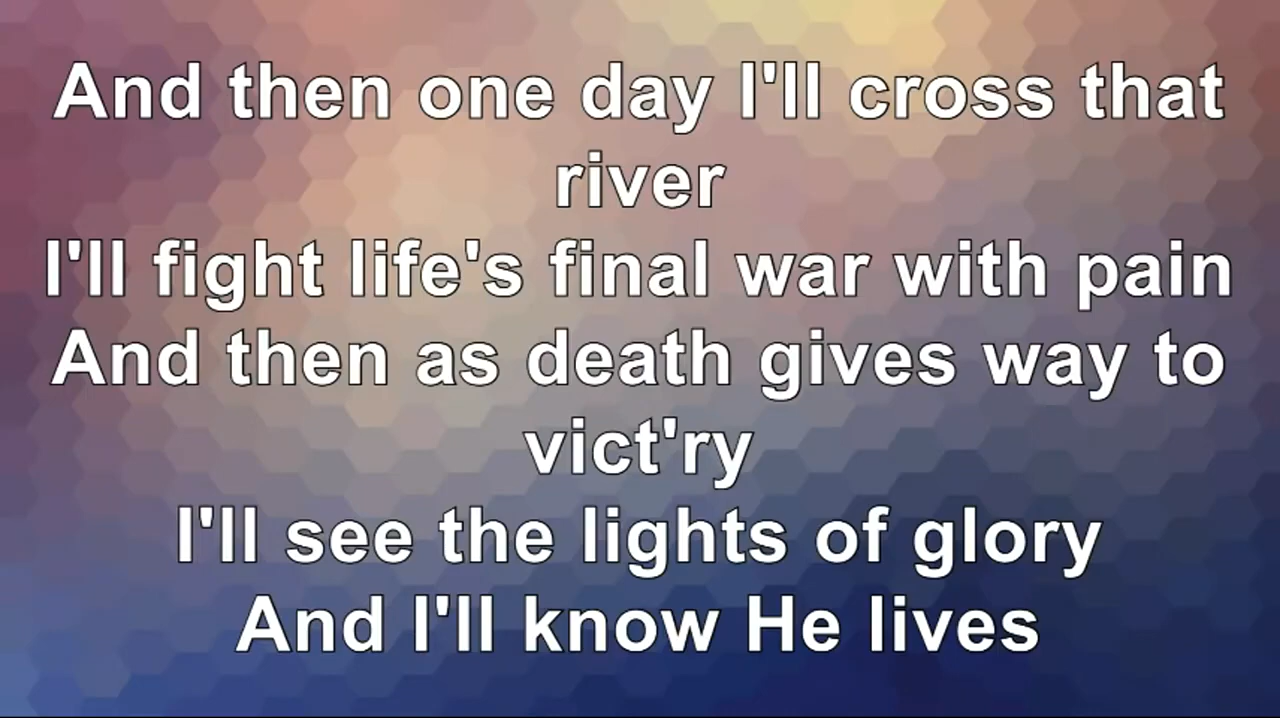 And then one day I'll cross that
river
I'll fight life's final war with pain
And then as death gives way to
vict'ry
I'll see the lights of glory
And I'll know He lives